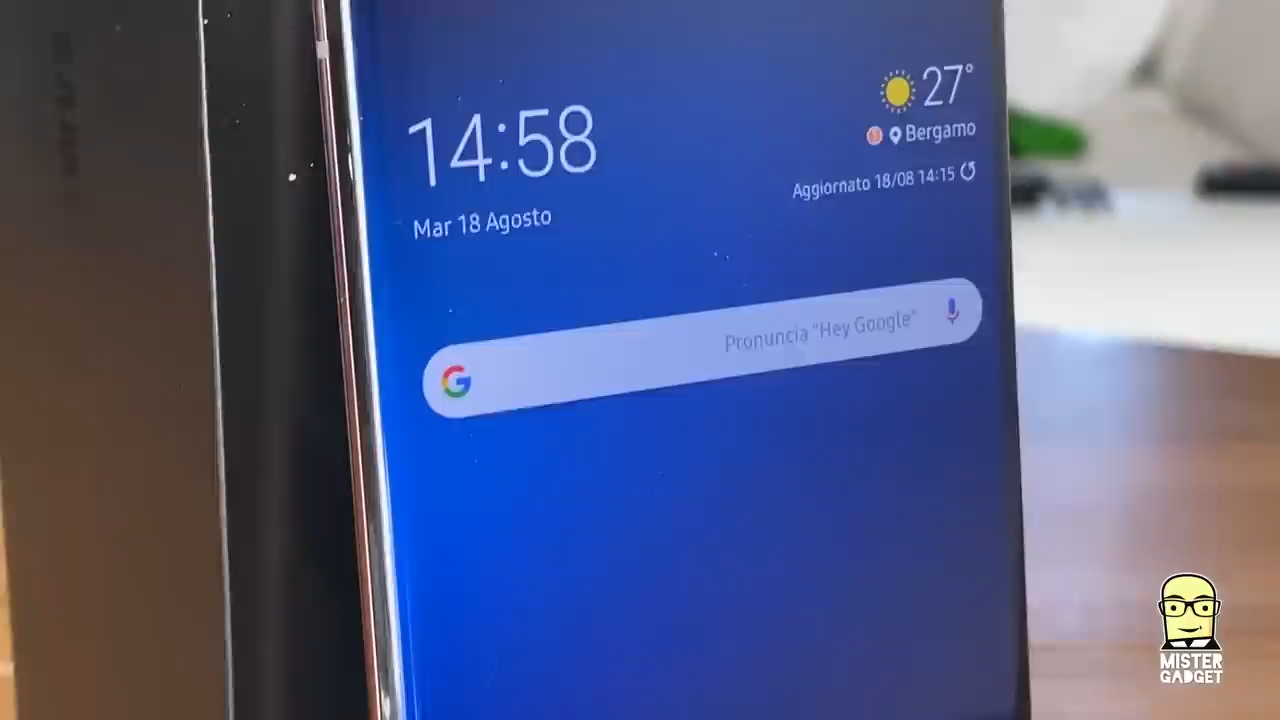 14:58
Mar 18 Agosto
27°
Bergamo
Aggiornato 18/08 14:15
G
Pronuncia "Hey Google"
MISTER
GADGET